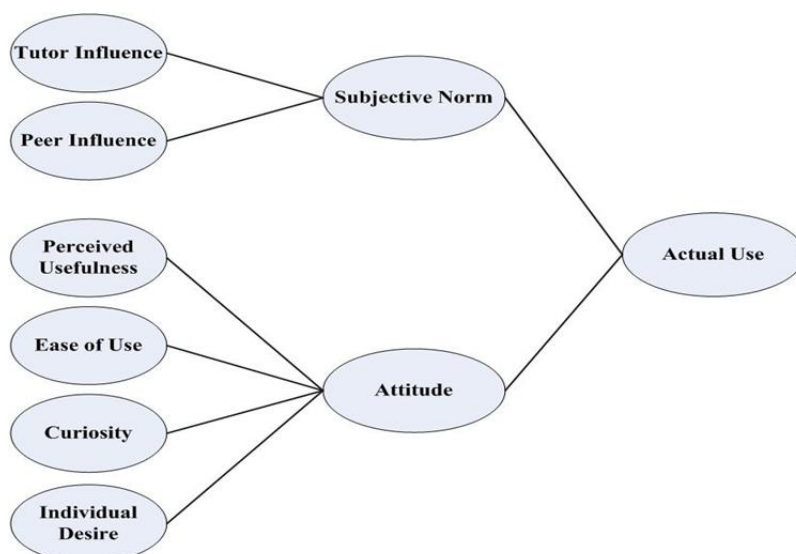 Tutor Influence
Peer Influence
Subjective Norm
Perceived
Usefulness
Ease of Use
Curiosity
Individual
Desire
Attitude
Actual Use